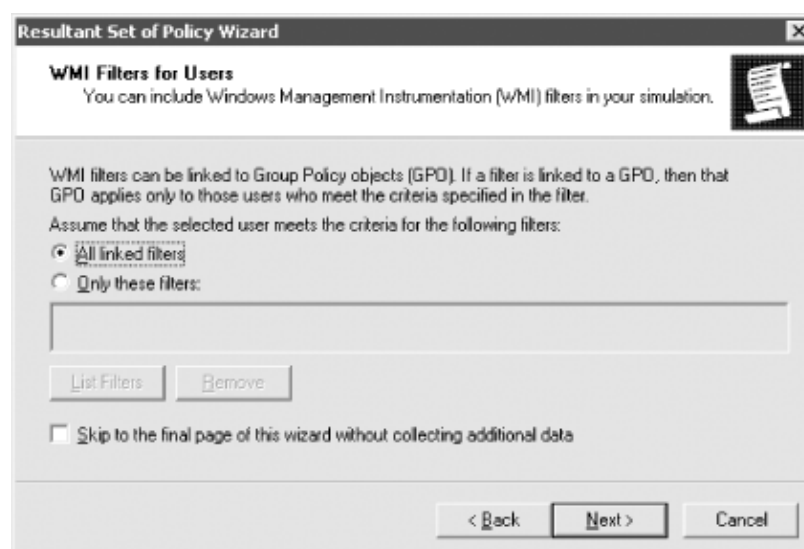 Resultant Set of Policy Wizard
WMI Filters for Users
You can include Windows Management Instrumentation (WMI) filters in your simulation.
WMI filters can be linked to Group Policy objects (GPO). If a filter is linked to a GPO, then that
GPO applies only to those users who meet the criteria specified in the filter.
Assume that the selected user meets the criteria for the following filters:
All linked filters
Only these filters:
List Filters Remove
Skip to the final page of this wizard without collecting additional data
< Back Next > Cancel